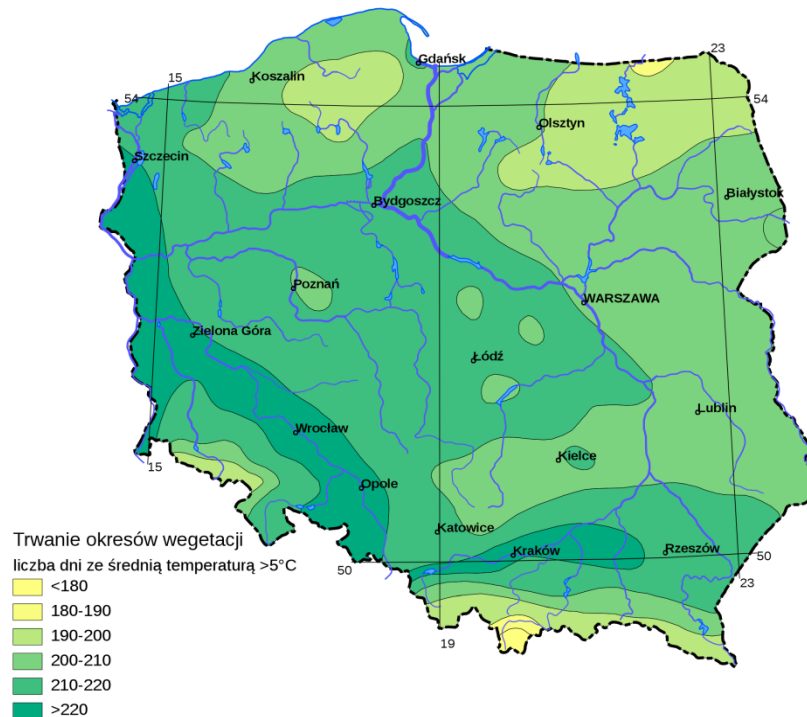 23
Gdańsk
15
Koszalin
54
54
Olsztyn
Szczecin
Białystok
Bydgoszcz
Poznań
WARSZAWA
Zielona Góra
Łódź
Lublin
Wrocław
Kielce
15
Opole
Katowice
Kraków
Rzeszów
50
50
23
19
Trwanie okresów wegetacji
liczba dni ze średnią temperaturą >5°C
<180
180-190
190-200
200-210
210-220
>220